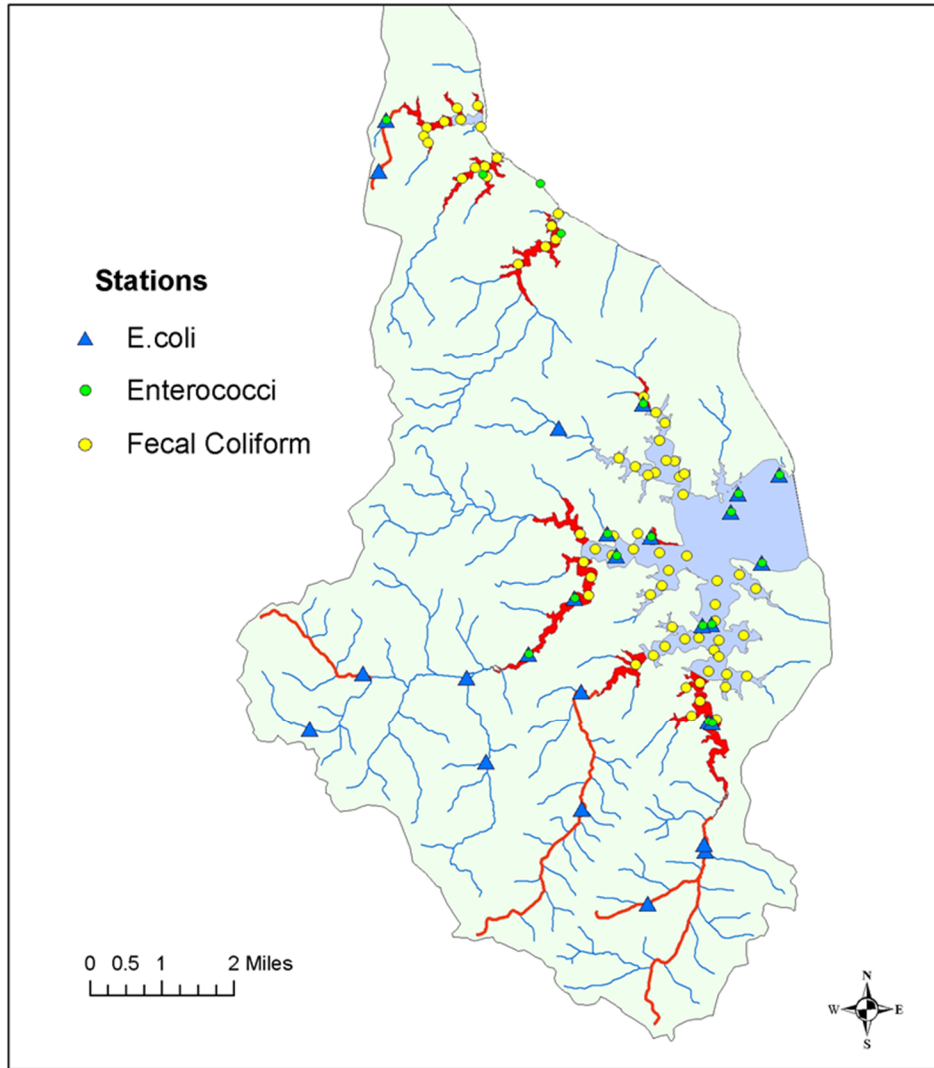 Stations
E.coli
Enterococci
Fecal Coliform
0 0.5 1 2 Miles
N
W E
S